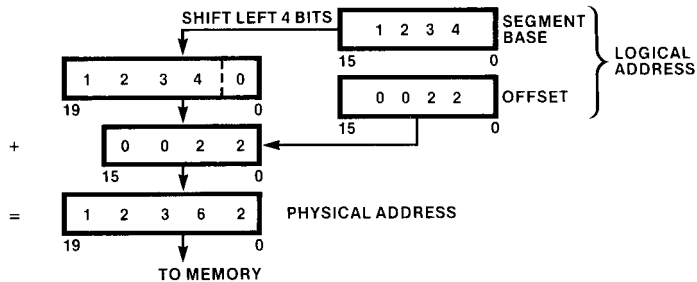 SHIFT LEFT 4 BITS
1 2 3 4
SEGMENT
BASE
15 0
LOGICAL
ADDRESS
1 2 3 4 0
19 0
0 0 2 2
OFFSET
15 0
+
0 0 2 2
15 0
=
1 2 3 6 2
PHYSICAL ADDRESS
19 0
TO MEMORY